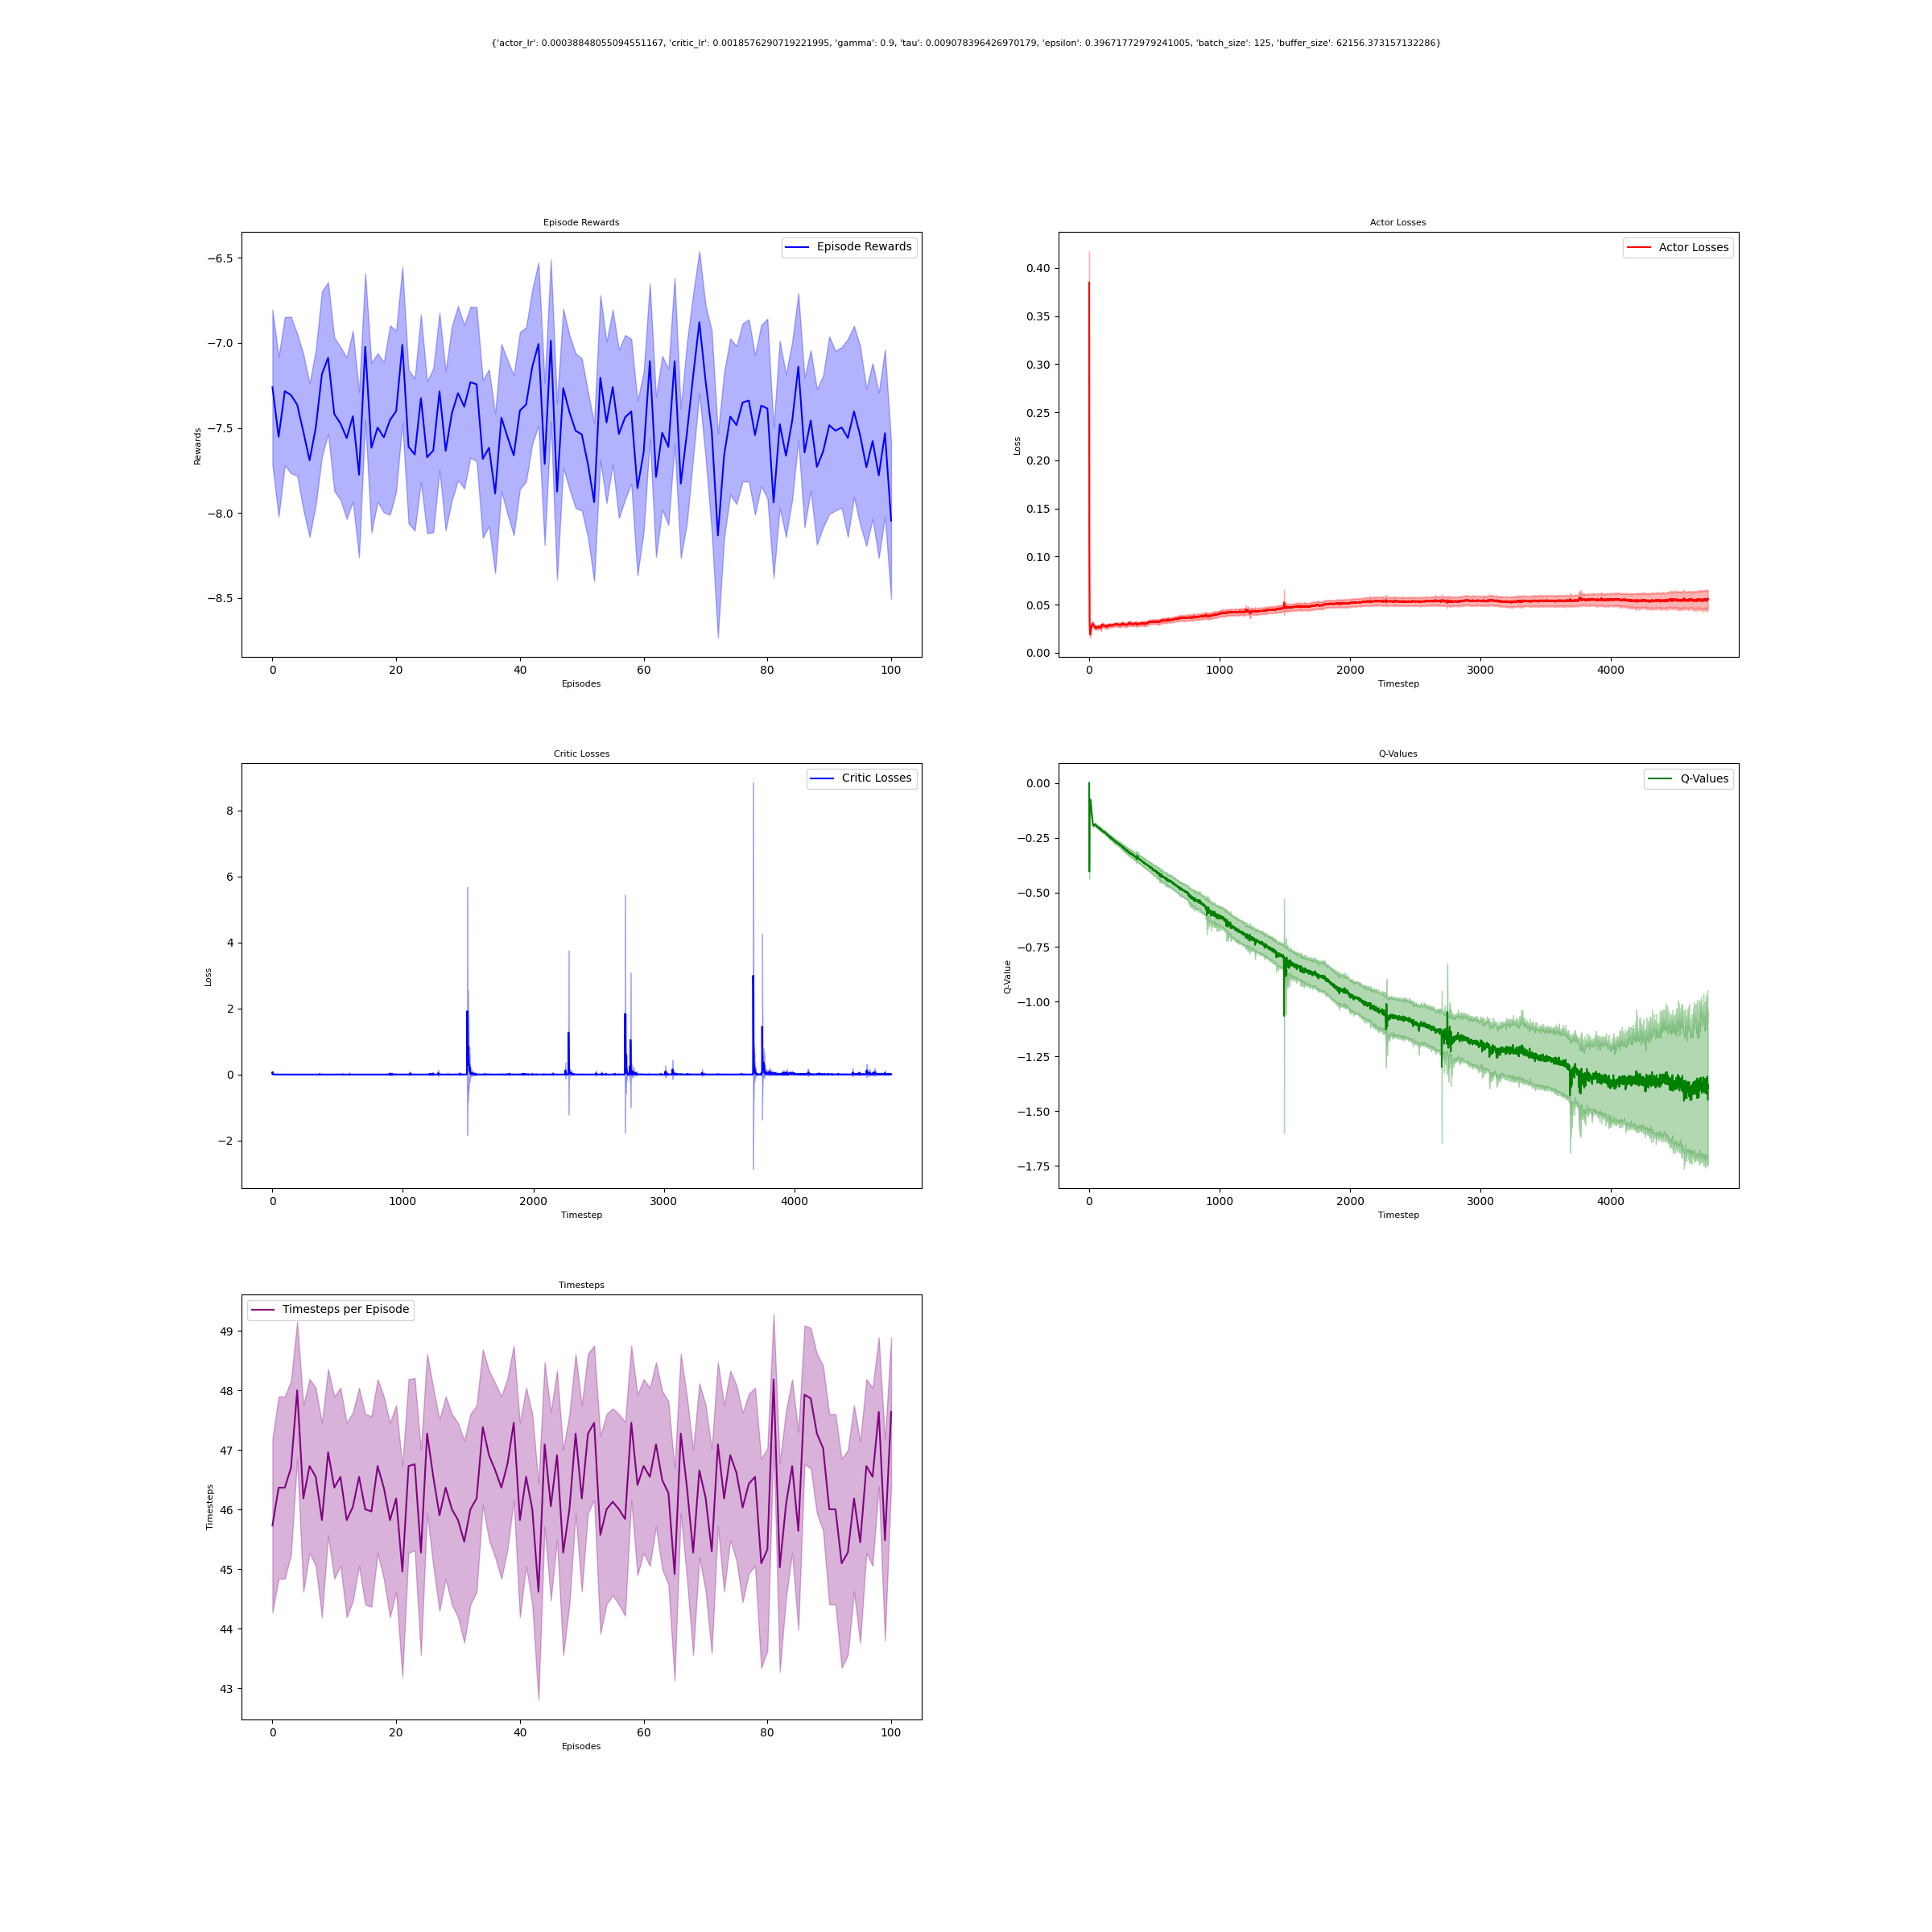 {'actor_lr': 0.00038848055094551167, 'critic_lr': 0.0018576290719221995, 'gamma': 0.9, 'tau': 0.009078396426970179, 'epsilon': 0.39671772979241005, 'batch_size': 125, 'buffer_size': 62156.373157132286}
Episode Rewards
Episode Rewards
Rewards
−6.5
−7.0
−7.5
−8.0
−8.5
0 20 40 60 80 100
Episodes
Actor Losses
Actor Losses
Loss
0.40
0.35
0.30
0.25
0.20
0.15
0.10
0.05
0.00
0 1000 2000 3000 4000
Timestep
Critic Losses
Critic Losses
Loss
8
6
4
2
0
−2
0 1000 2000 3000 4000
Timestep
Q-Values
Q-Values
Q-Value
0.00
−0.25
−0.50
−0.75
−1.00
−1.25
−1.50
−1.75
0 1000 2000 3000 4000
Timestep
Timesteps
Timesteps per Episode
Timesteps
49
48
47
46
45
44
43
0 20 40 60 80 100
Episodes